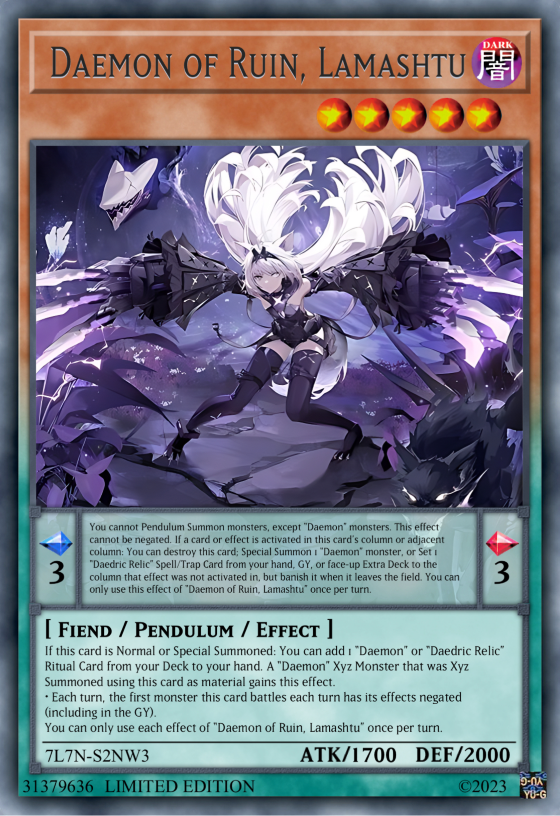 DAEMON OF RUIN, LAMASHTU
DARK
闇
You cannot Pendulum Summon monsters, except "Daemon" monsters. This effect
cannot be negated. If a card or effect is activated in this card's column or adjacent
column: You can destroy this card; Special Summon 1 "Daemon" monster, or Set 1
"Daedric Relic" Spell/Trap Card from your hand, GY, or face-up Extra Deck to the
column that effect was not activated in, but banish it when it leaves the field. You can
only use this effect of "Daemon of Ruin, Lamashtu" once per turn.
3
3
[ FIEND / PENDULUM / EFFECT ]
If this card is Normal or Special Summoned: You can add 1 "Daemon" or "Daedric Relic"
Ritual Card from your Deck to your hand. A "Daemon" Xyz Monster that was Xyz
Summoned using this card as material gains this effect.
• Each turn, the first monster this card battles each turn has its effects negated
(including in the GY).
You can only use each effect of "Daemon of Ruin, Lamashtu" once per turn.
7L7N-S2NW3
ATK/1700 DEF/2000
31379636 LIMITED EDITION
©2023
YU-G
YU-G